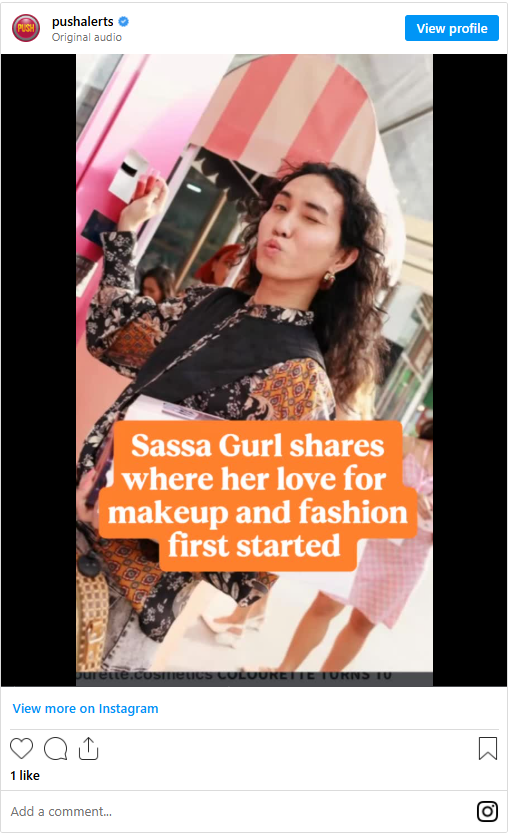 PUSH
pushalerts
Original audio
View profile
Sassa Gurl shares
where her love for
makeup and fashion
first started
ourette.cosmetics COLOURETTE TURNS 10
View more on Instagram
1 like
Add a comment...